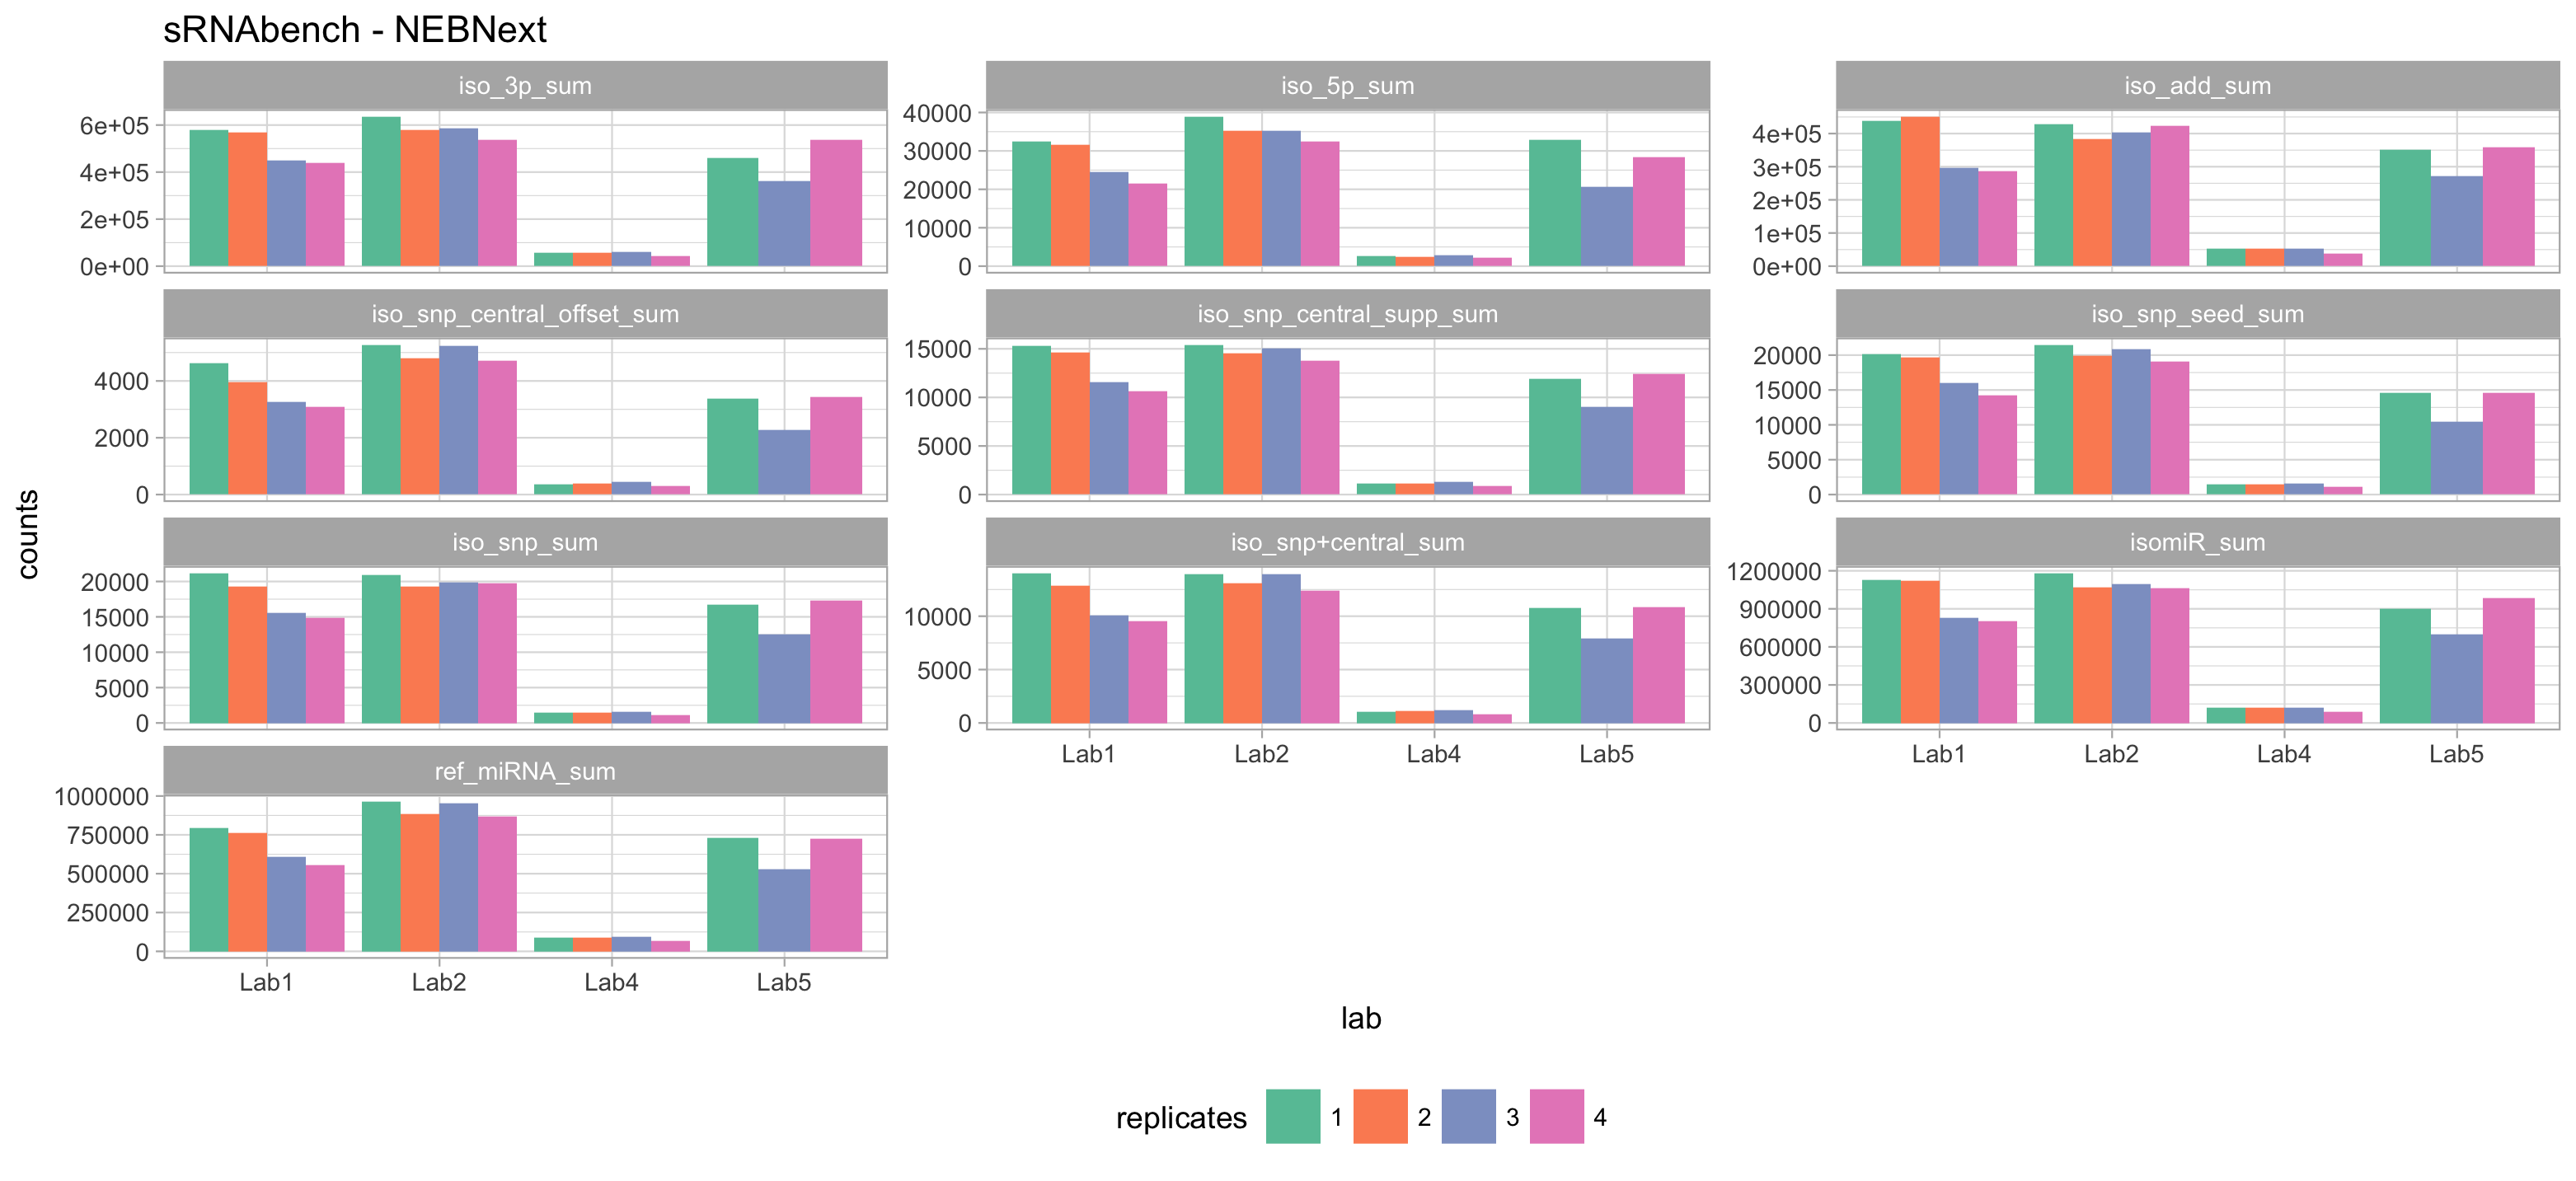 sRNAbench - NEBNext
iso_3p_sum
iso_5p_sum
iso_add_sum
6e+05
4e+05
2e+05
0e+00
40000
30000
20000
10000
0
4e+05
3e+05
2e+05
1e+05
0e+00
iso_snp_central_offset_sum
iso_snp_central_supp_sum
iso_snp_seed_sum
4000
2000
0
15000
10000
5000
0
20000
15000
10000
5000
0
iso_snp_sum
iso_snp+central_sum
isomiR_sum
20000
15000
10000
5000
0
10000
5000
0
1200000
900000
600000
300000
0
Lab1 Lab2 Lab4 Lab5
Lab1 Lab2 Lab4 Lab5
ref_miRNA_sum
1000000
750000
500000
250000
0
Lab1 Lab2 Lab4 Lab5
counts
lab
replicates 1 2 3 4